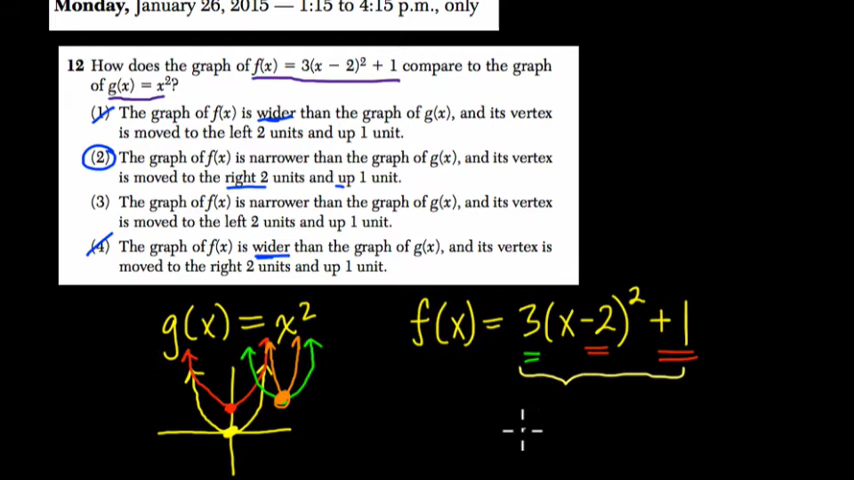 Monday, January 26, 2015 — 1:15 to 4:15 p.m., only
12 How does the graph of f(x) = 3(x − 2)² + 1 compare to the graph
of g(x) = x²?
(1) The graph of f(x) is wider than the graph of g(x), and its vertex
is moved to the left 2 units and up 1 unit.
(2) The graph of f(x) is narrower than the graph of g(x), and its vertex
is moved to the right 2 units and up 1 unit.
(3) The graph of f(x) is narrower than the graph of g(x), and its vertex
is moved to the left 2 units and up 1 unit.
(4) The graph of f(x) is wider than the graph of g(x), and its vertex is
moved to the right 2 units and up 1 unit.
g(x) = x²
f(x) = 3(x-2)² + 1